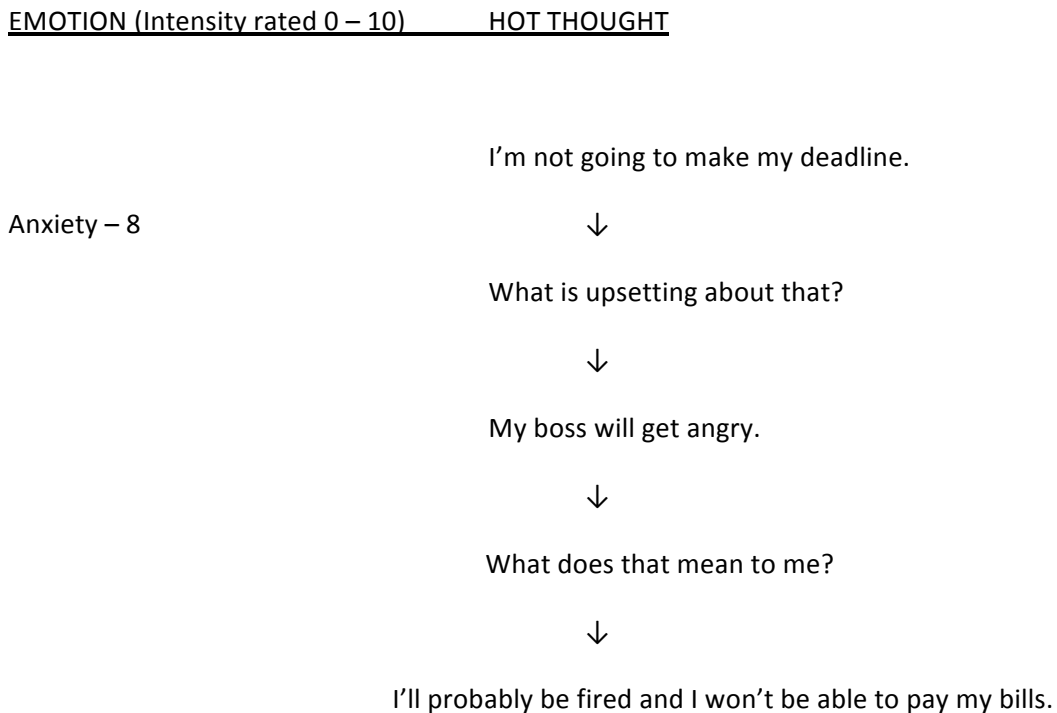 EMOTION (Intensity rated 0 – 10) HOT THOUGHT
I’m not going to make my deadline.
Anxiety – 8 ↓
What is upsetting about that?
↓
My boss will get angry.
↓
What does that mean to me?
↓
I’ll probably be fired and I won’t be able to pay my bills.